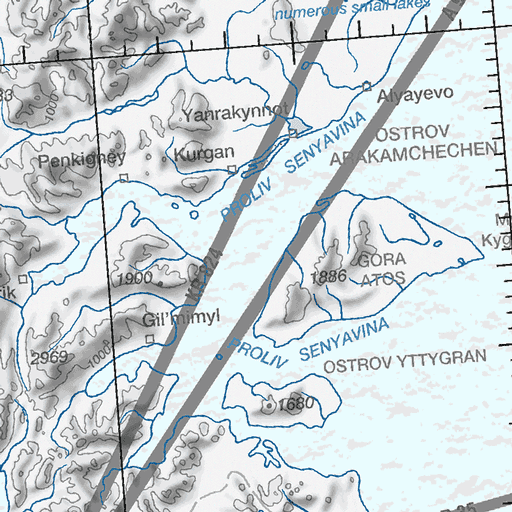 numerous small lakes
1000
Alyayevo
Yanrakynnot
OSTROV
ARAKAMCHECHEN
Kurgan
Penkigney
PROLIV SENYAVINA
GORA
ATOS
1900
1886
Gil'mimyl
2969
1000
PROLIV SENYAVINA
OSTROV YTTYGRAN
1680